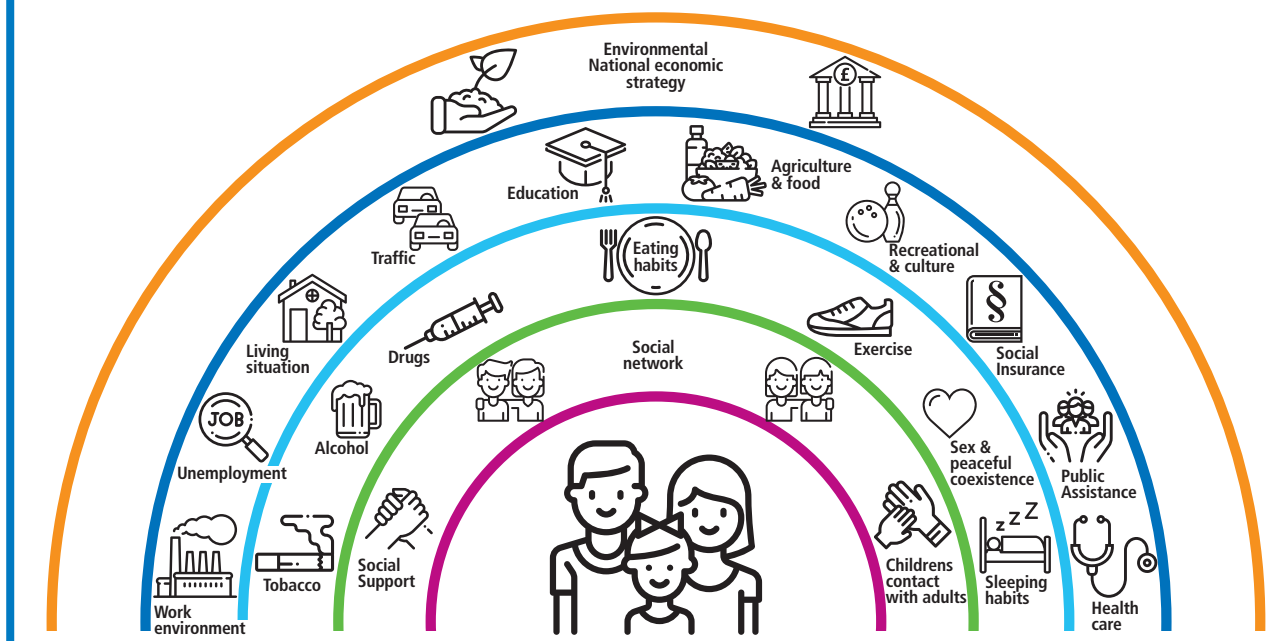 Environmental
National economic
strategy
£
Education
Agriculture
& food
Traffic
Recreational
& culture
Living
situation
§
Social
Insurance
JOB
Unemployment
Public
Assistance
Work
environment
Health
care
Eating
habits
Drugs
Exercise
Alcohol
Sex &
peaceful
coexistence
Tobacco
z z Z
Sleeping
habits
Social
network
Social
Support
Childrens
contact
with adults